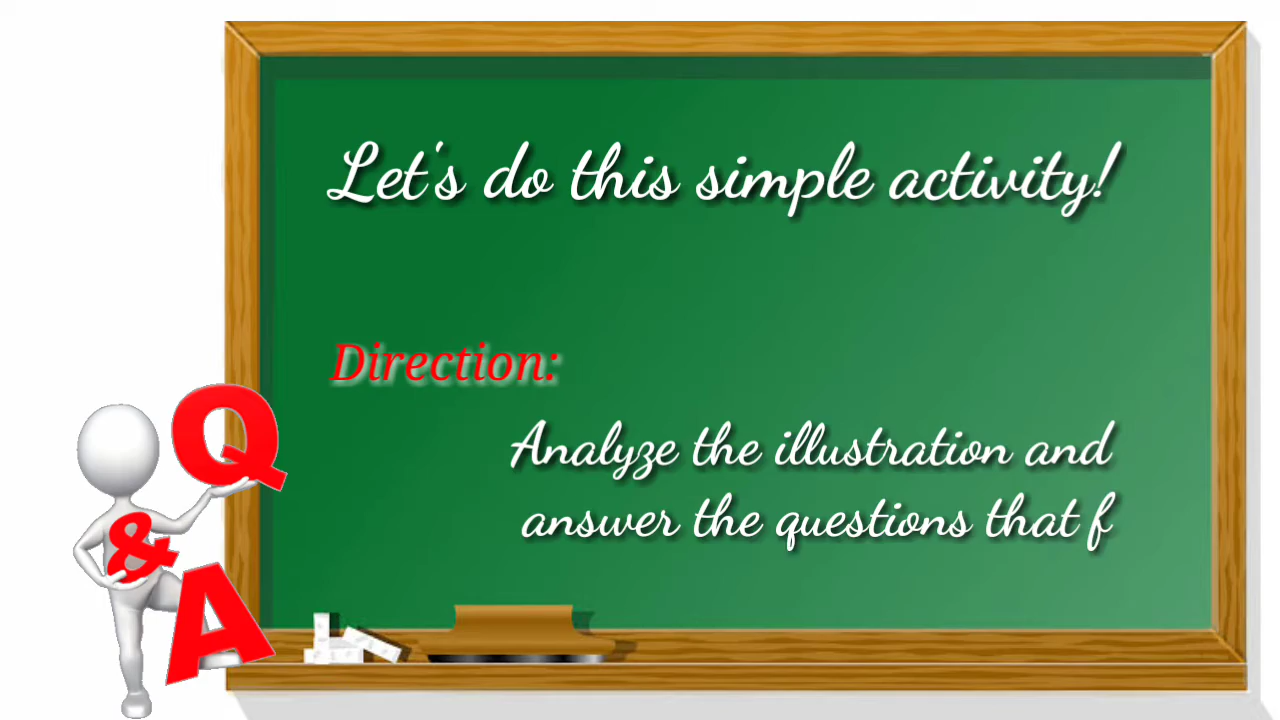 Let's do this simple activity!
Direction:
Analyze the illustration and
answer the questions that f
Q
&
A